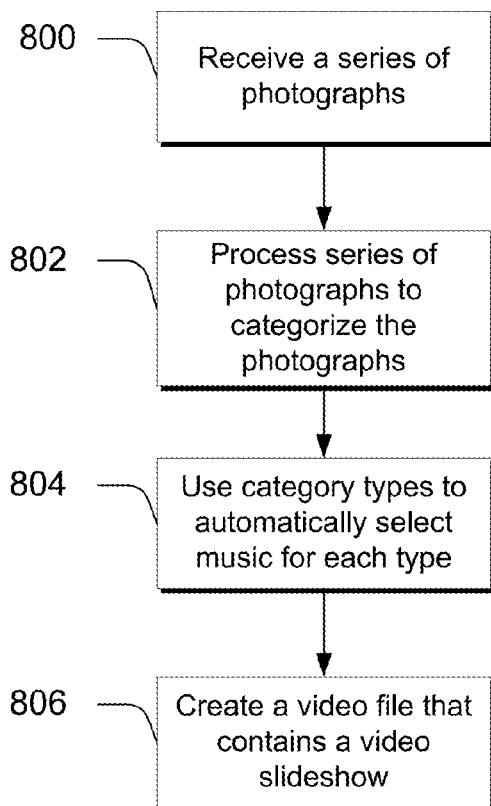 800
Receive a series of
photographs
802
Process series of
photographs to
categorize the
photographs
804
Use category types to
automatically select
music for each type
806
Create a video file that
contains a video
slideshow